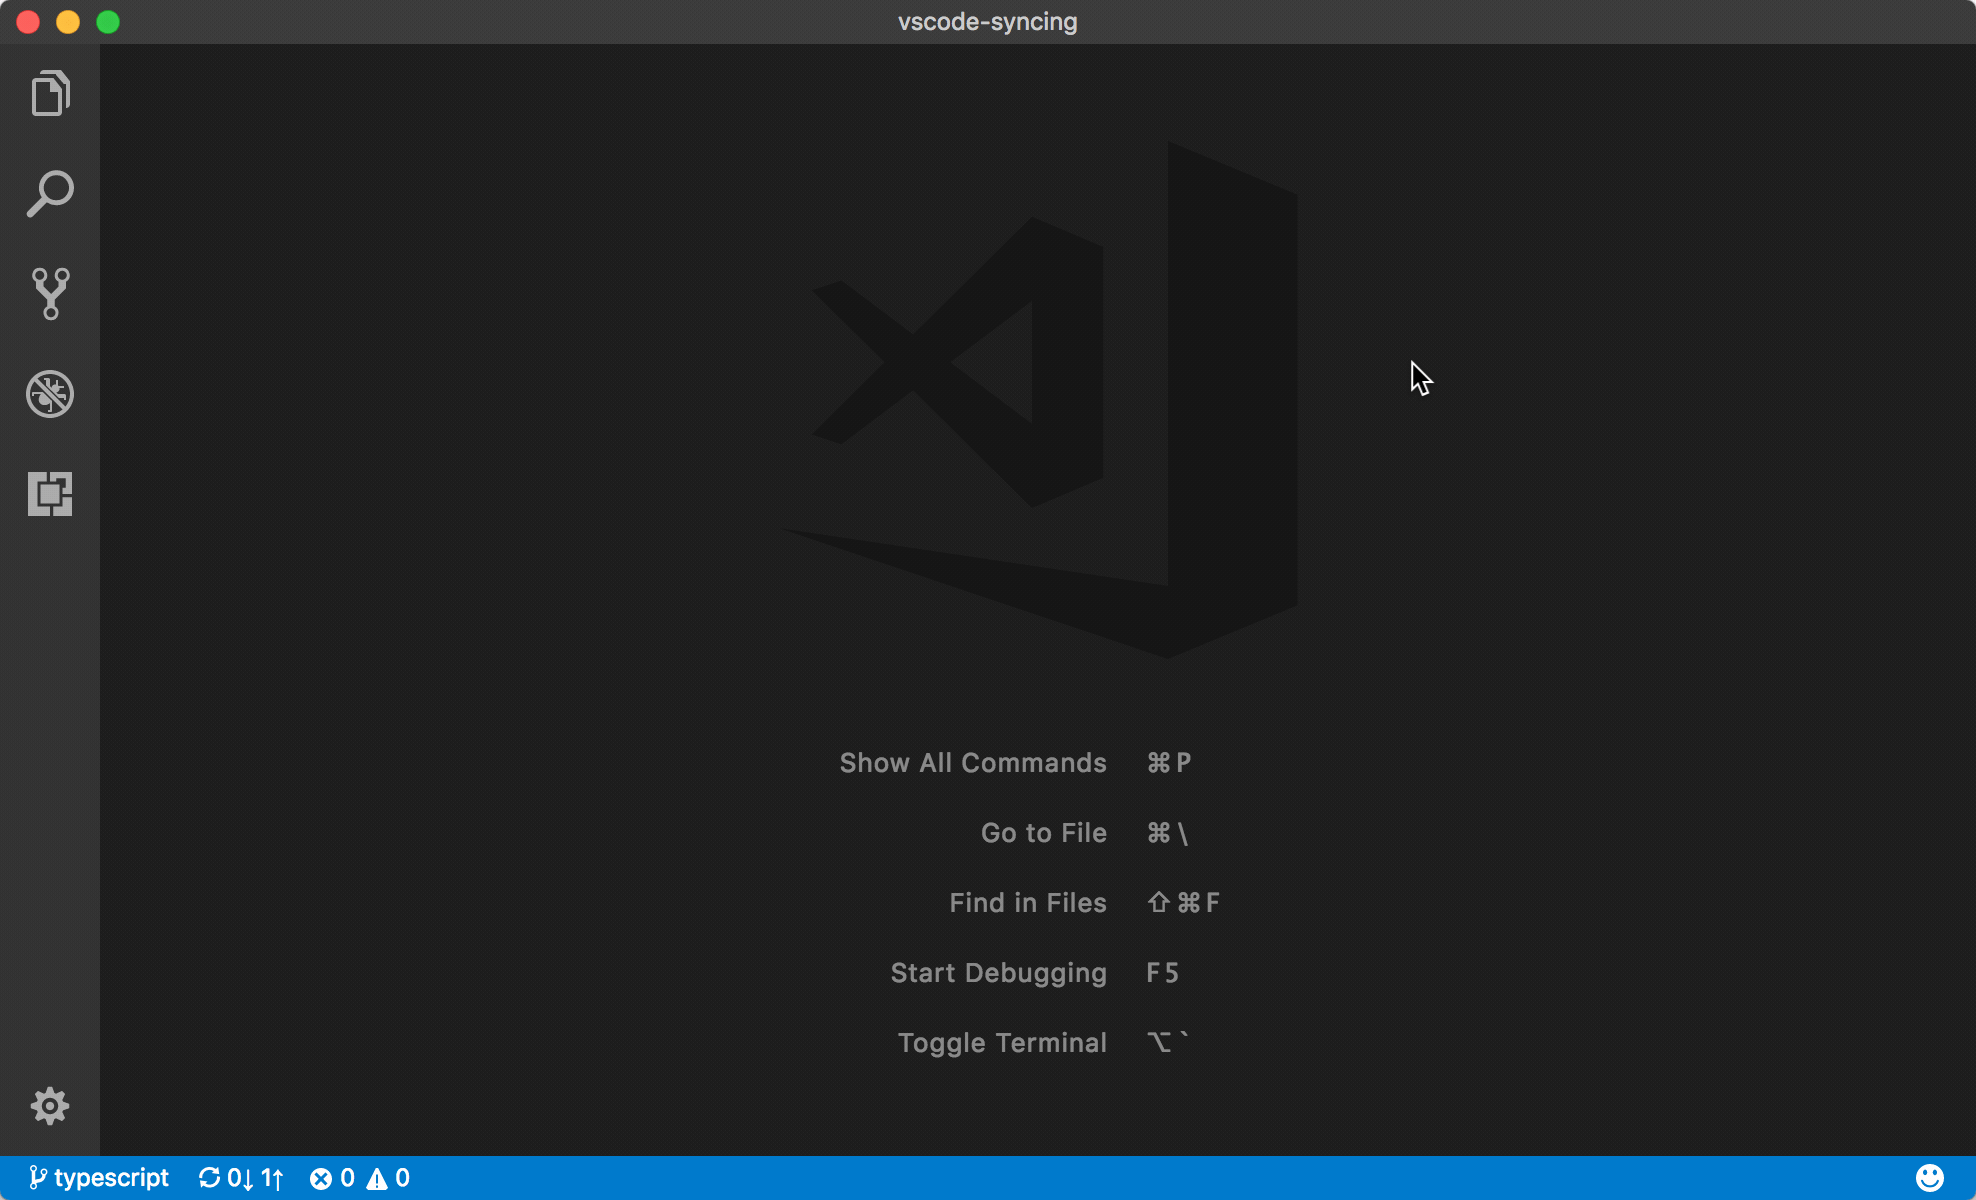 vscode-syncing
Show All Commands ⌘P
Go to File ⌘\
Find in Files ⇧⌘F
Start Debugging F5
Toggle Terminal ⌥`
typescript 0↓ 1↑ 0 0